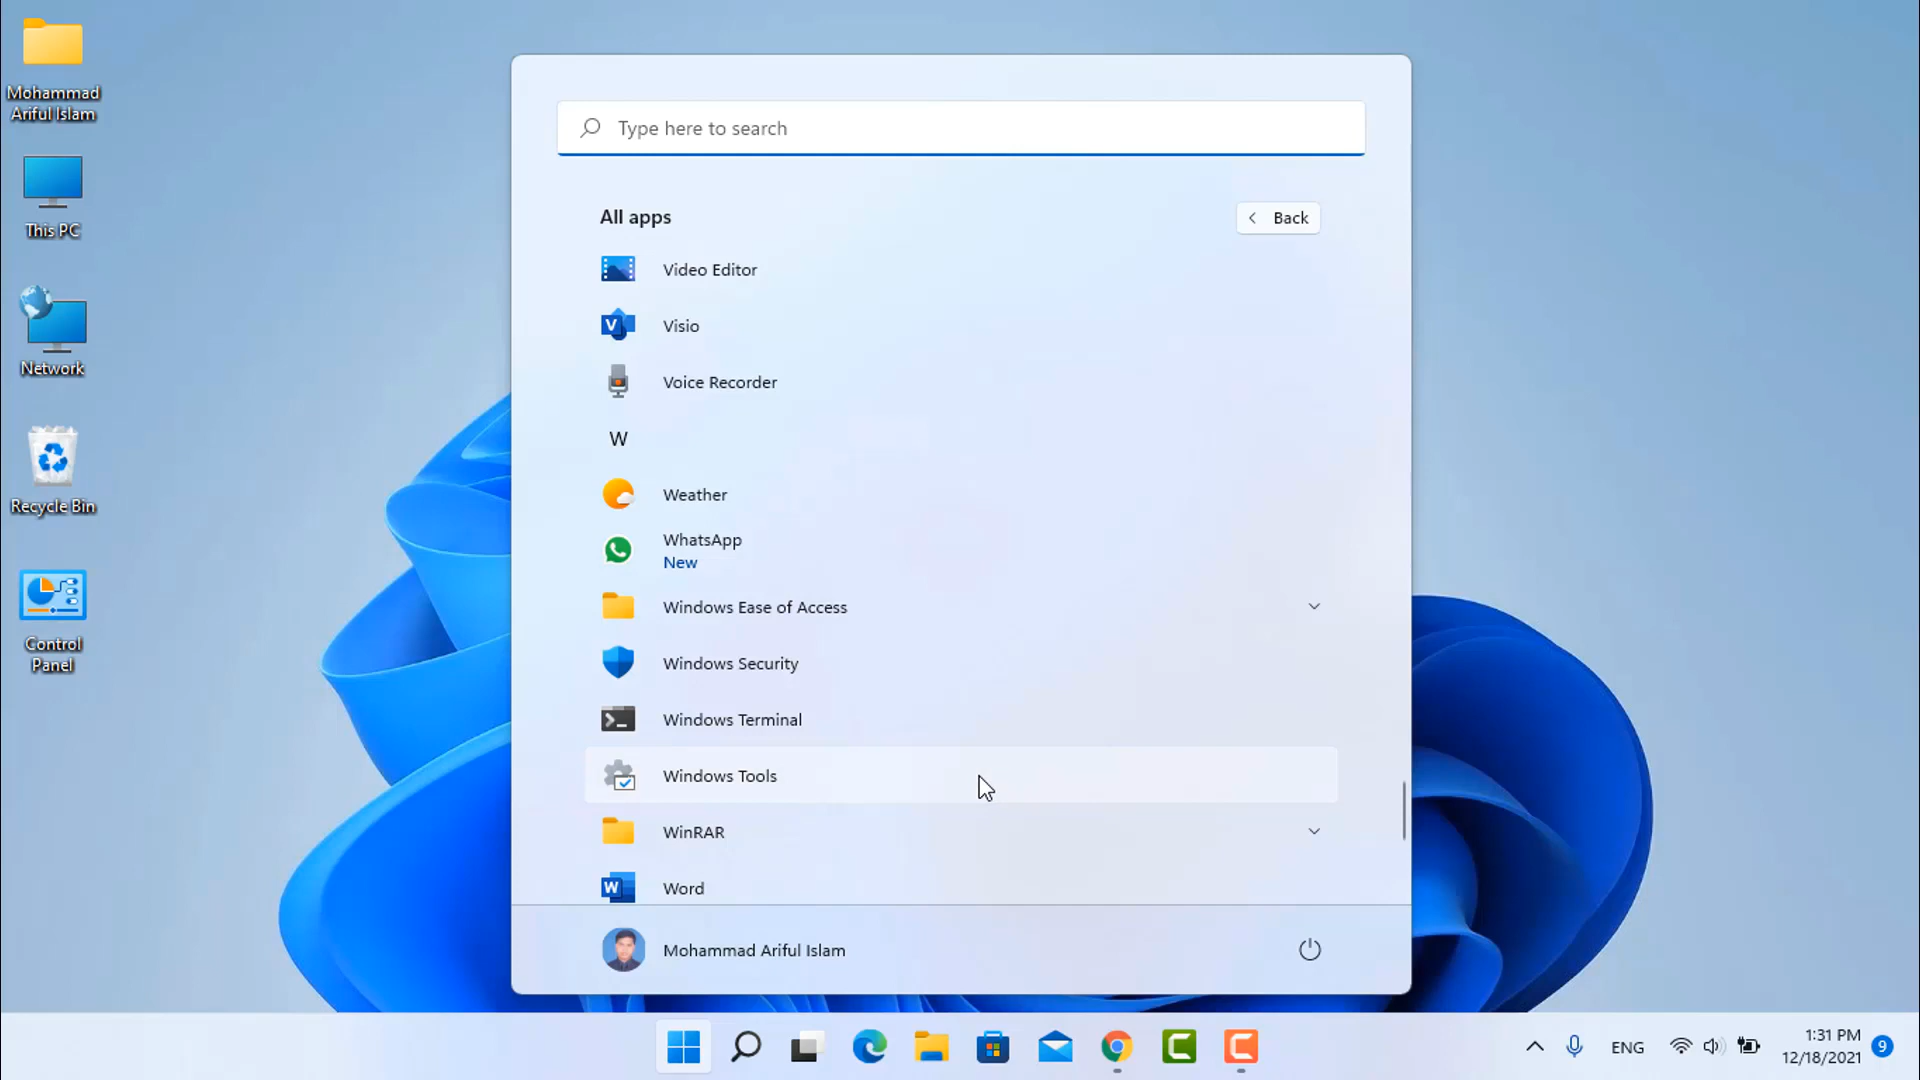 Mohammad
Ariful Islam
This PC
Network
Recycle Bin
Control
Panel
Type here to search
All apps
Back
Video Editor
Visio
Voice Recorder
W
Weather
WhatsApp
New
Windows Ease of Access
Windows Security
Windows Terminal
Windows Tools
WinRAR
Word
Mohammad Ariful Islam
ENG
1:31 PM
12/18/2021
9